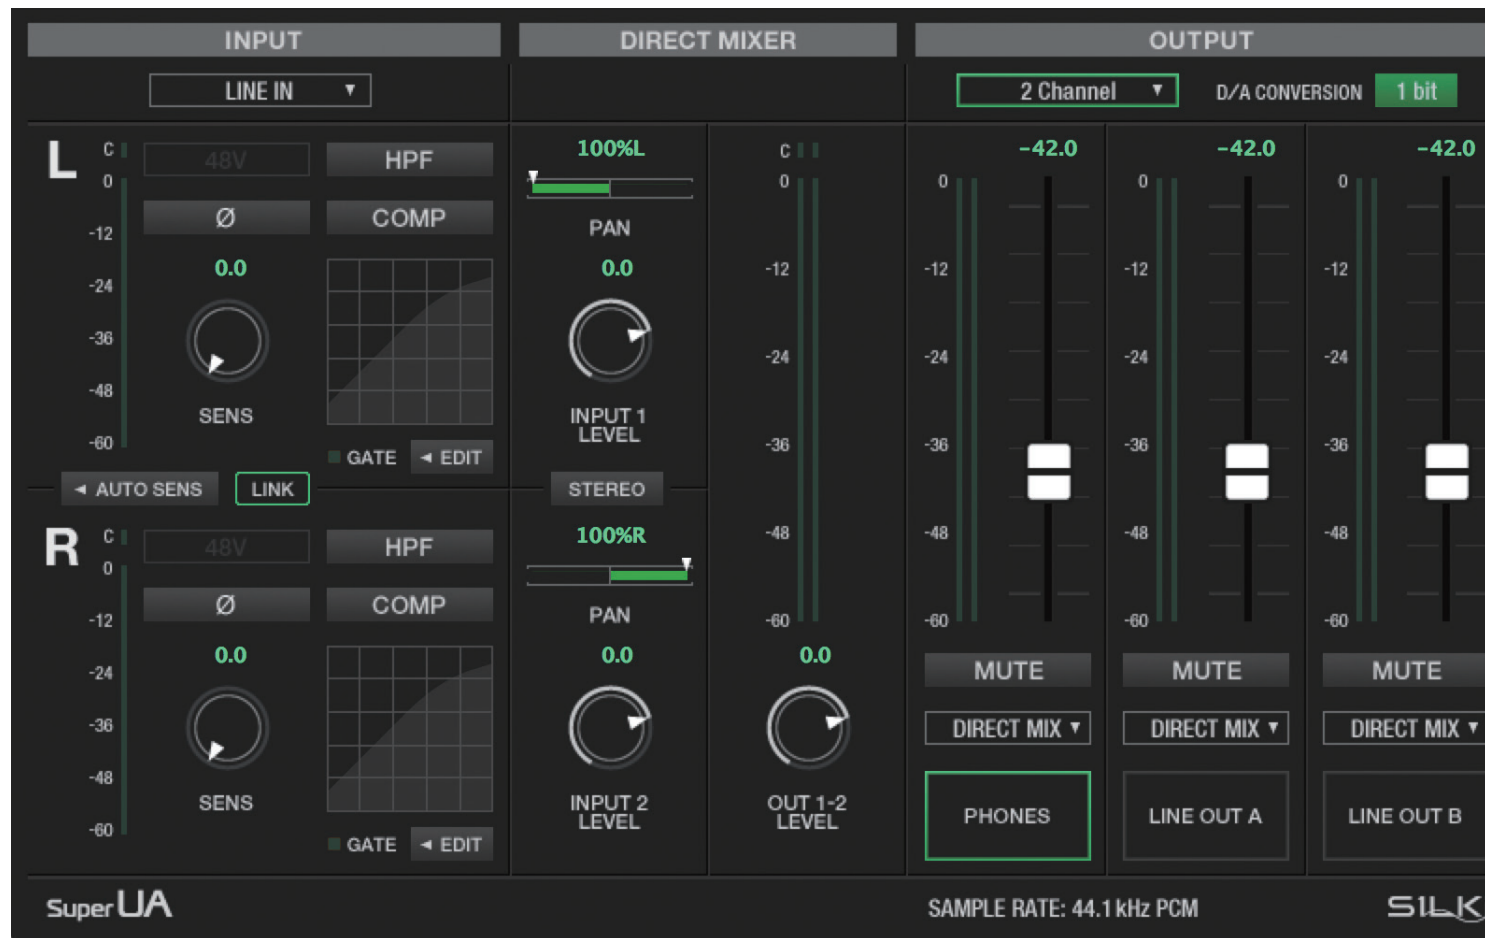 INPUT
DIRECT MIXER
OUTPUT
LINE IN ▼
2 Channel ▼
D/A CONVERSION
1 bit
L
C
0
-12
-24
-36
-48
-60
48V
HPF
Ø
COMP
0.0
SENS
GATE
◄ EDIT
◄ AUTO SENS
LINK
R
C
0
-12
-24
-36
-48
-60
48V
HPF
Ø
COMP
0.0
SENS
GATE
◄ EDIT
100%L
PAN
0.0
INPUT 1
LEVEL
STEREO
100%R
PAN
0.0
INPUT 2
LEVEL
C
0
-12
-24
-36
-48
-60
0.0
OUT 1-2
LEVEL
-42.0
0
-12
-24
-36
-48
-60
MUTE
DIRECT MIX ▼
PHONES
-42.0
0
-12
-24
-36
-48
-60
MUTE
DIRECT MIX ▼
LINE OUT A
-42.0
0
-12
-24
-36
-48
-60
MUTE
DIRECT MIX ▼
LINE OUT B
SuperUA
SAMPLE RATE: 44.1 kHz PCM
S1LK